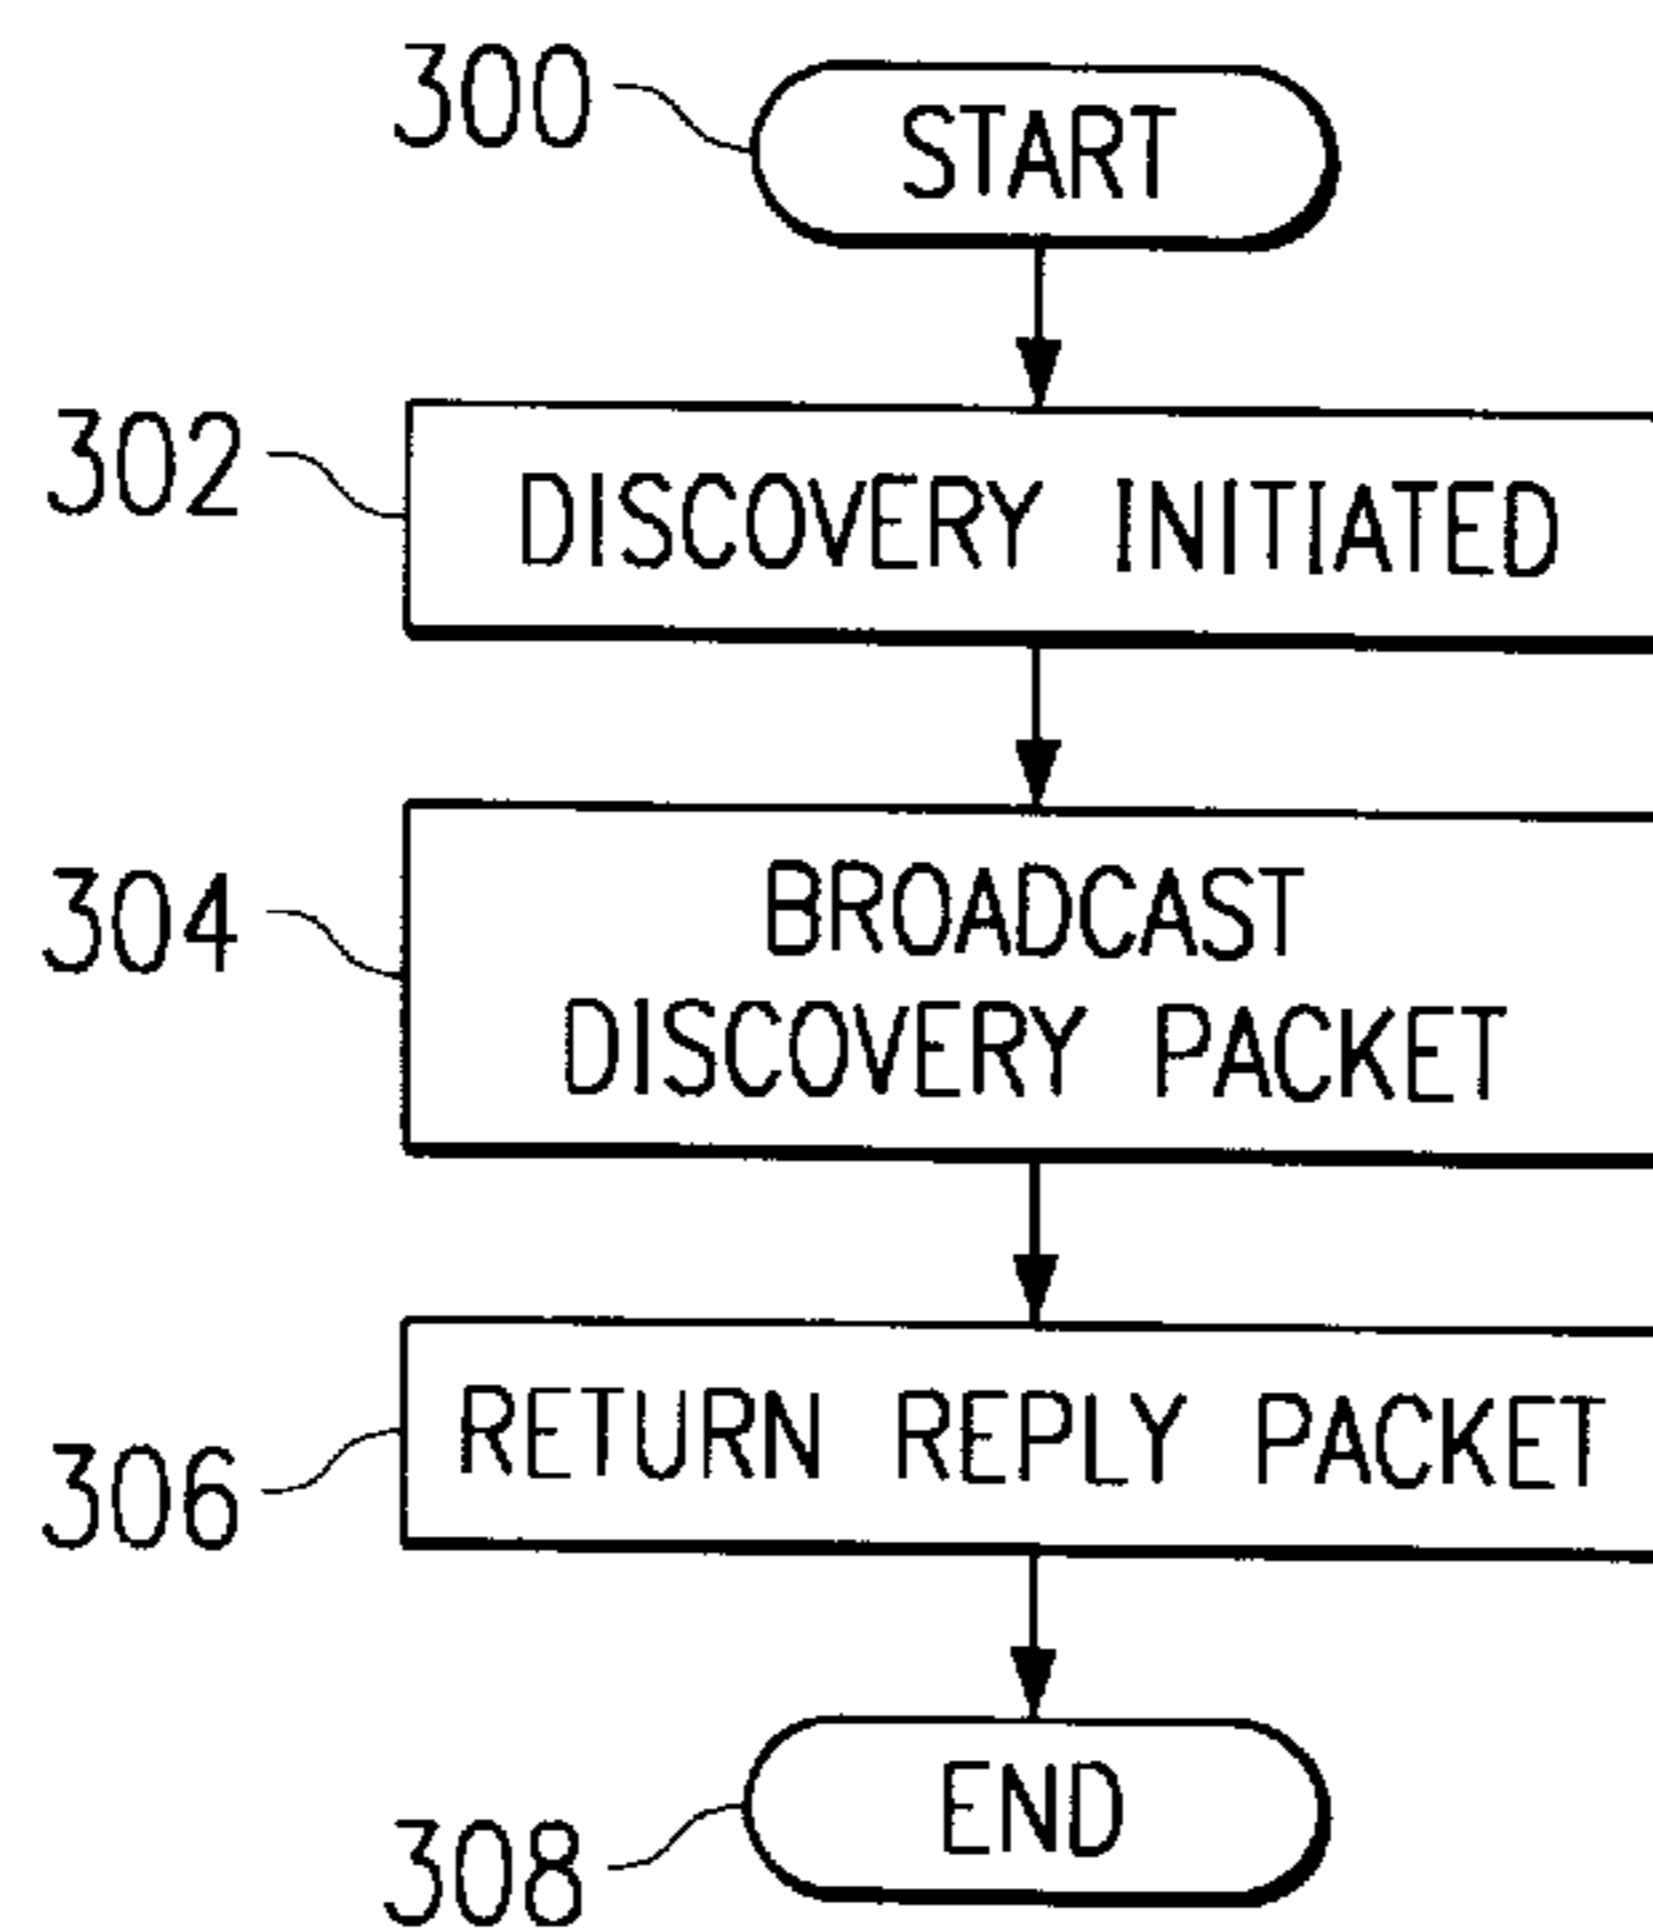 300
START
302
DISCOVERY INITIATED
304
BROADCAST
DISCOVERY PACKET
306
RETURN REPLY PACKET
308
END